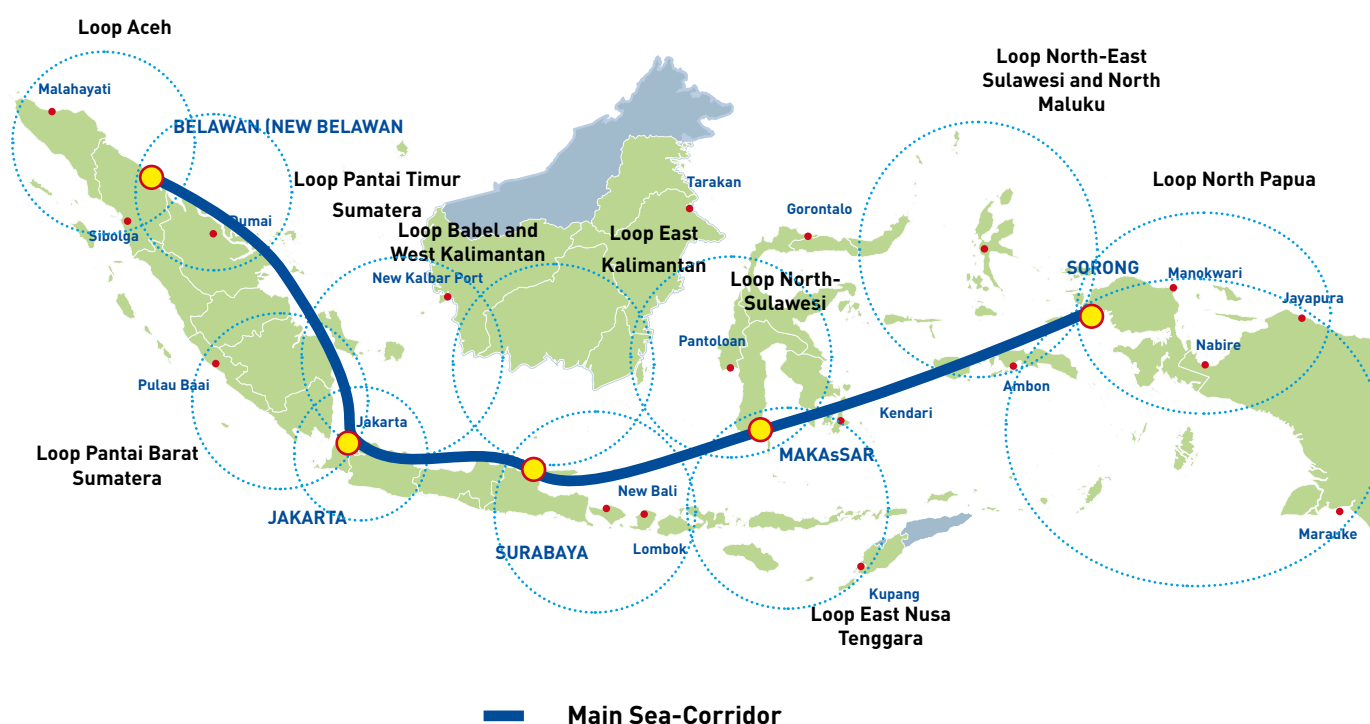 Loop Aceh
Malahayati
BELAWAN (NEW BELAWAN
Loop Pantai Timur
Sumatera
Sibolga
Dumai
Loop Babel and
West Kalimantan
New Kalbar Port
Loop East
Kalimantan
Tarakan
Gorontalo
Loop North-
Sulawesi
Pantoloan
Loop North-East
Sulawesi and North
Maluku
Loop North Papua
SORONG
Manokwari
Jayapura
Nabire
Ambon
Kendari
MAKAsSAR
Pulau Baai
Jakarta
Loop Pantai Barat
Sumatera
JAKARTA
SURABAYA
New Bali
Lombok
Kupang
Loop East Nusa
Tenggara
Marauke
Main Sea-Corridor